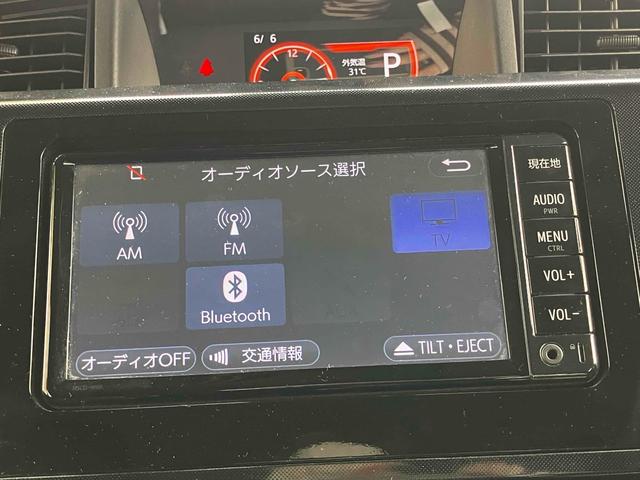 6/ 6
12
外気温
31℃
P
オーディオソース選択
AM
FM
TV
Bluetooth
AUX
オーディオOFF
交通情報
TILT・EJECT
現在地
AUDIO
PWR
MENU
CTRL
VOL+
VOL-